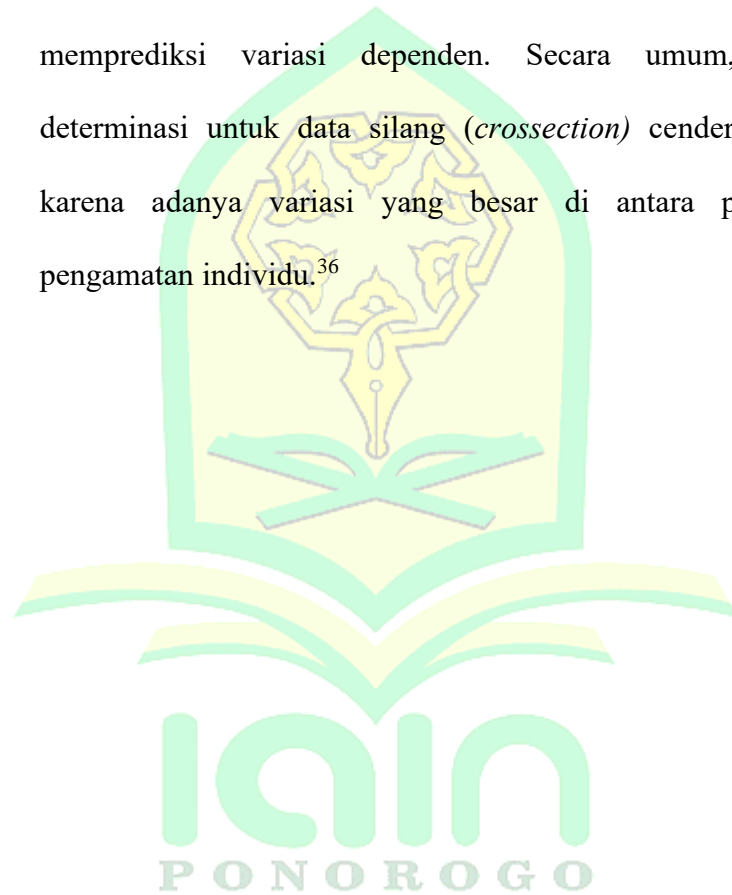 memprediksi variasi dependen. Secara umum,
determinasi untuk data silang (crossection) cender
karena adanya variasi yang besar di antara p
pengamatan individu.36
iain
PONOROGO